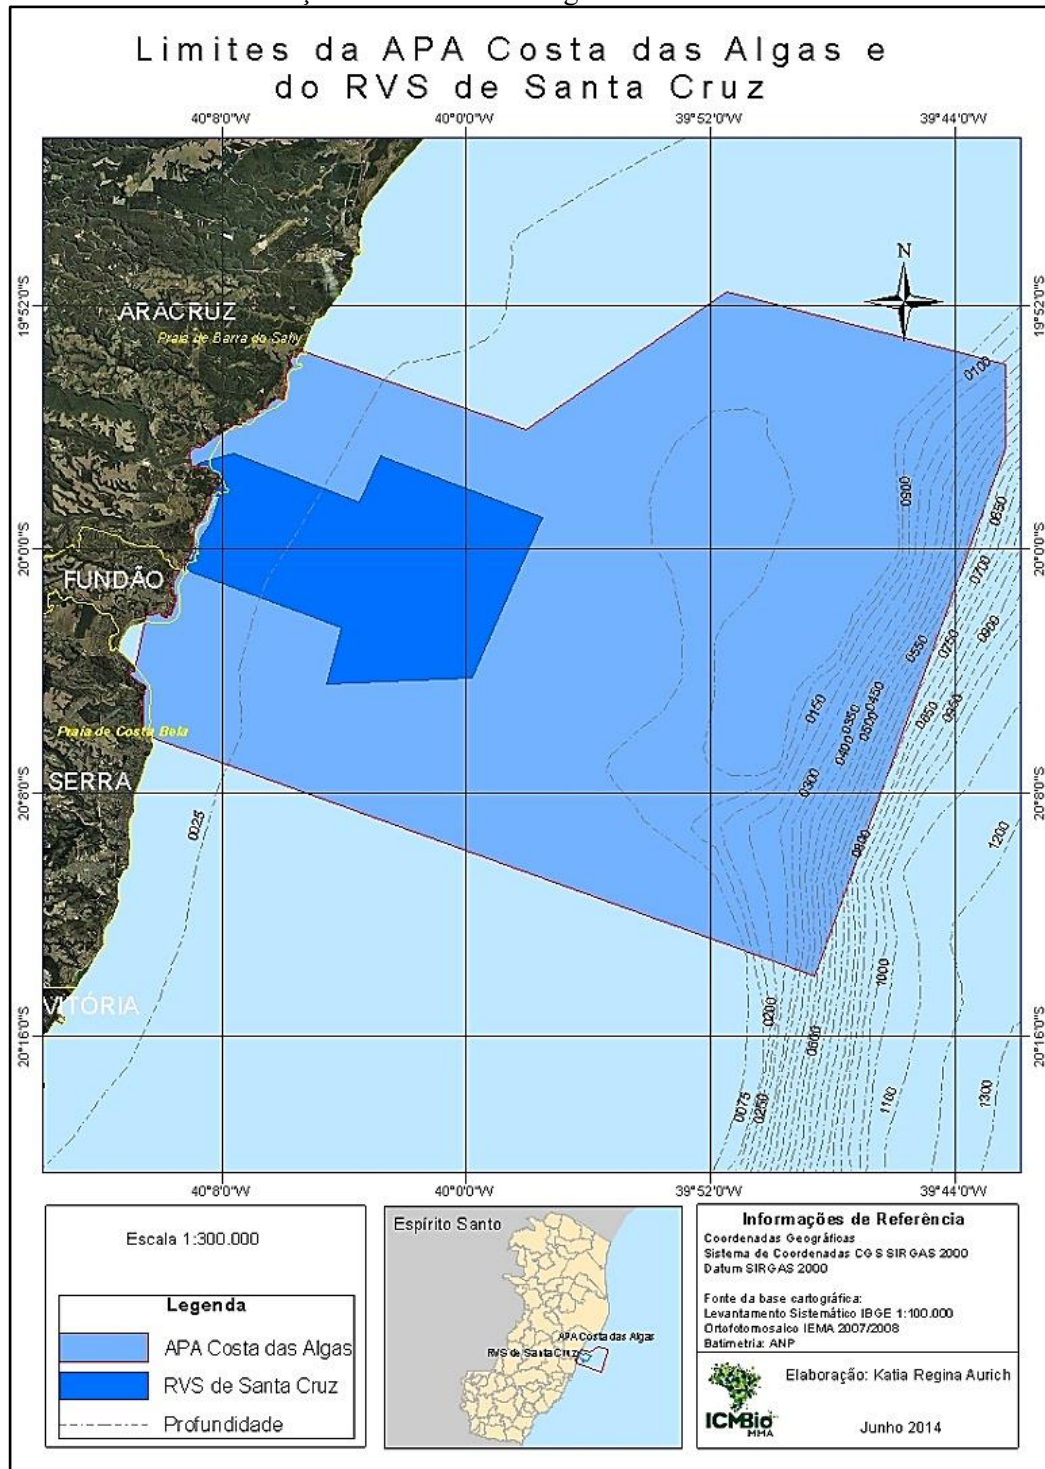 Limites da APA Costa das Algas e
do RVS de Santa Cruz
40°8'0"W
40°0'0"W
39°52'0"W
39°44'0"W
N
19°52'0"S
19°52'0"S
ARACRUZ
Praia de Barra do Sahy
0100
0050
0650
20°0'0"S
20°0'0"S
FUNDÃO
0700
0900
0550
0750
0150
0350
0450
0500
0850
0950
0400
Praia de Costa Bela
SERRA
0300
20°8'0"S
20°8'0"S
0025
0800
1200
VITÓRIA
1000
0200
0600
20°16'0"S
20°16'0"S
0075
0250
1100
1300
40°8'0"W
40°0'0"W
39°52'0"W
39°44'0"W
Escala 1:300.000
Legenda
APA Costa das Algas
RVS de Santa Cruz
Profundidade
Espírito Santo
APA Costa das Algas
RVS de Santa Cruz
Informações de Referência
Coordenadas Geográficas
Sistema de Coordenadas CGS SIRGAS 2000
Datum SIRGAS 2000
Fonte da base cartográfica:
Levantamento Sistemático IBGE 1:100.000
Ortofotomosaico IEMA 2007/2008
Batimetria: ANP
ICMBio
MMA
Elaboração: Katia Regina Aurich
Junho 2014